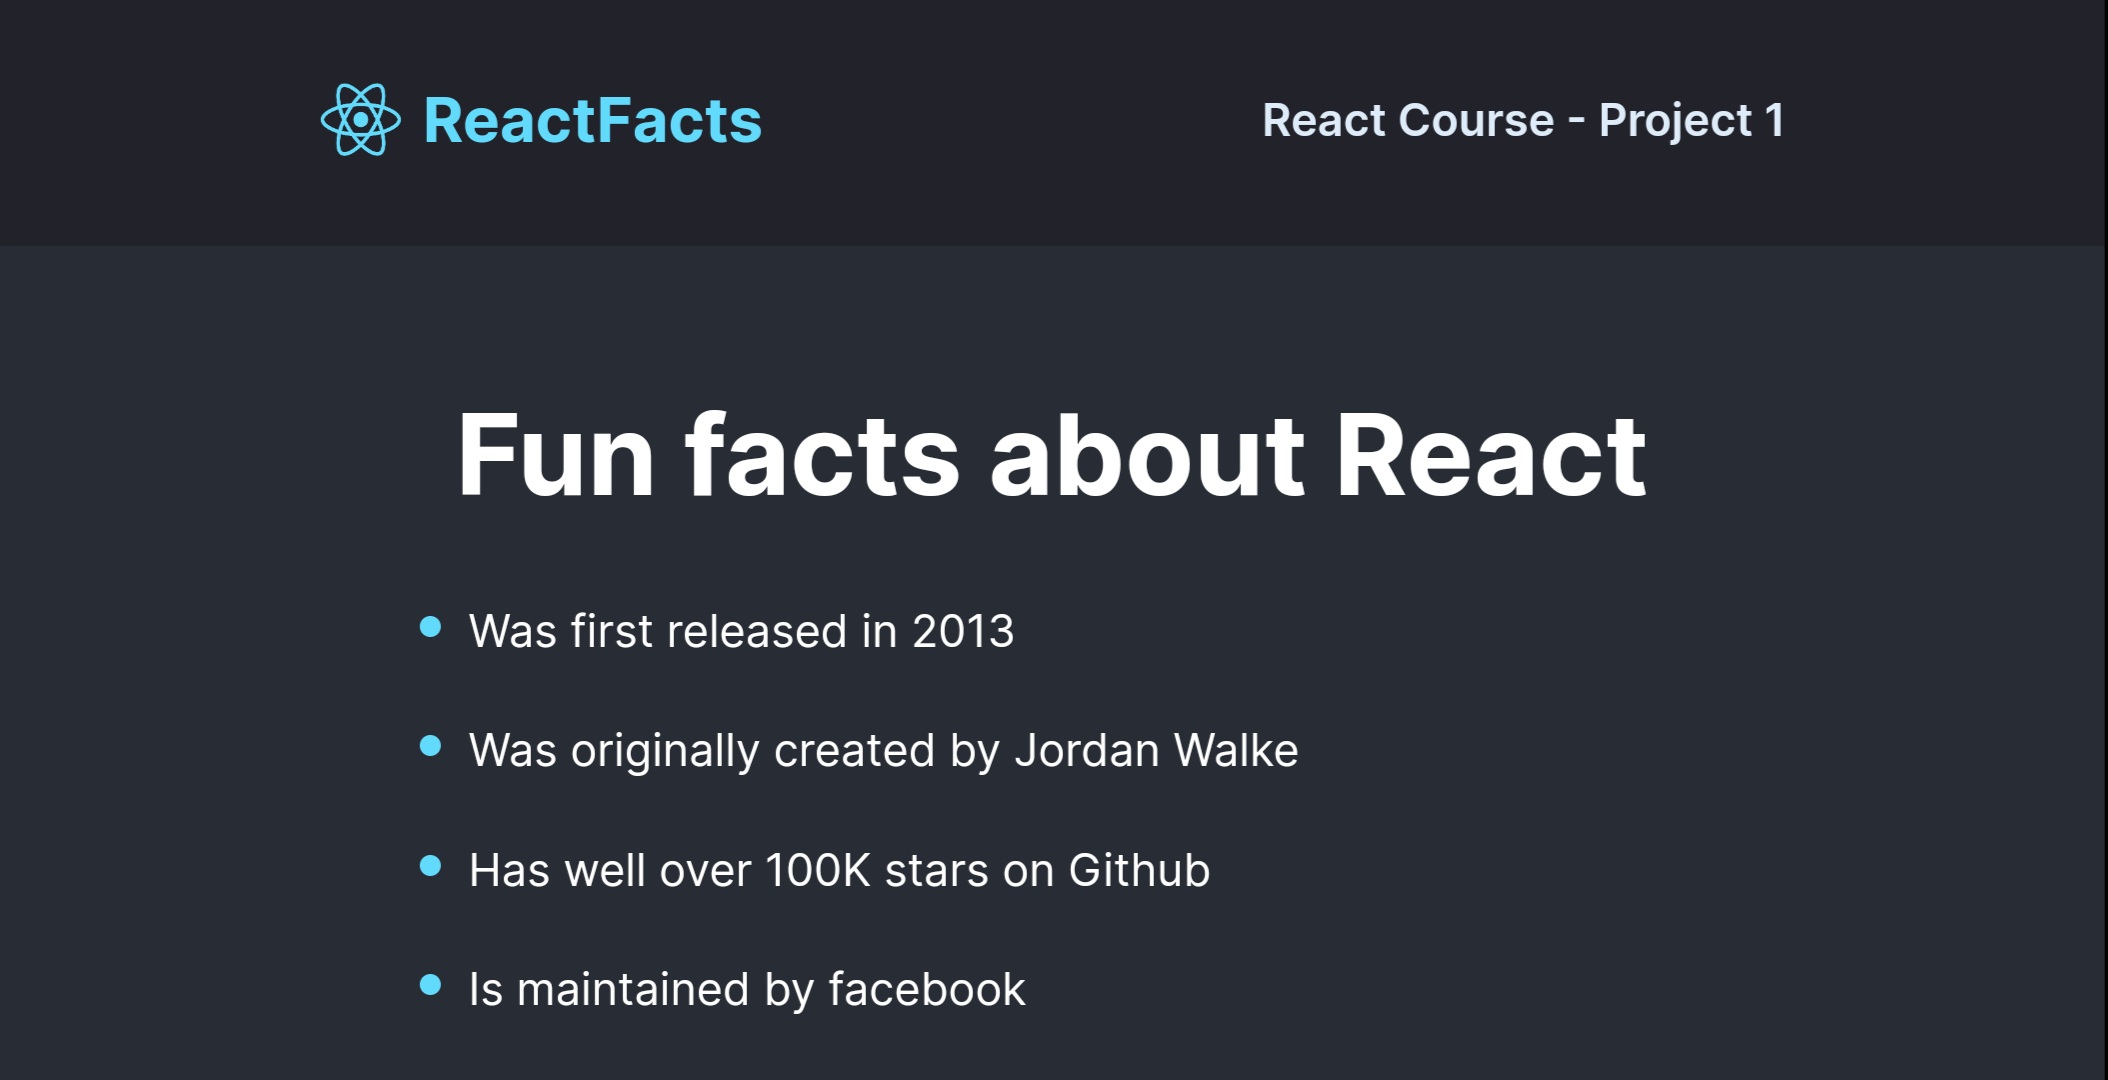 ReactFacts
React Course - Project 1
Fun facts about React
Was first released in 2013
Was originally created by Jordan Walke
Has well over 100K stars on Github
Is maintained by facebook